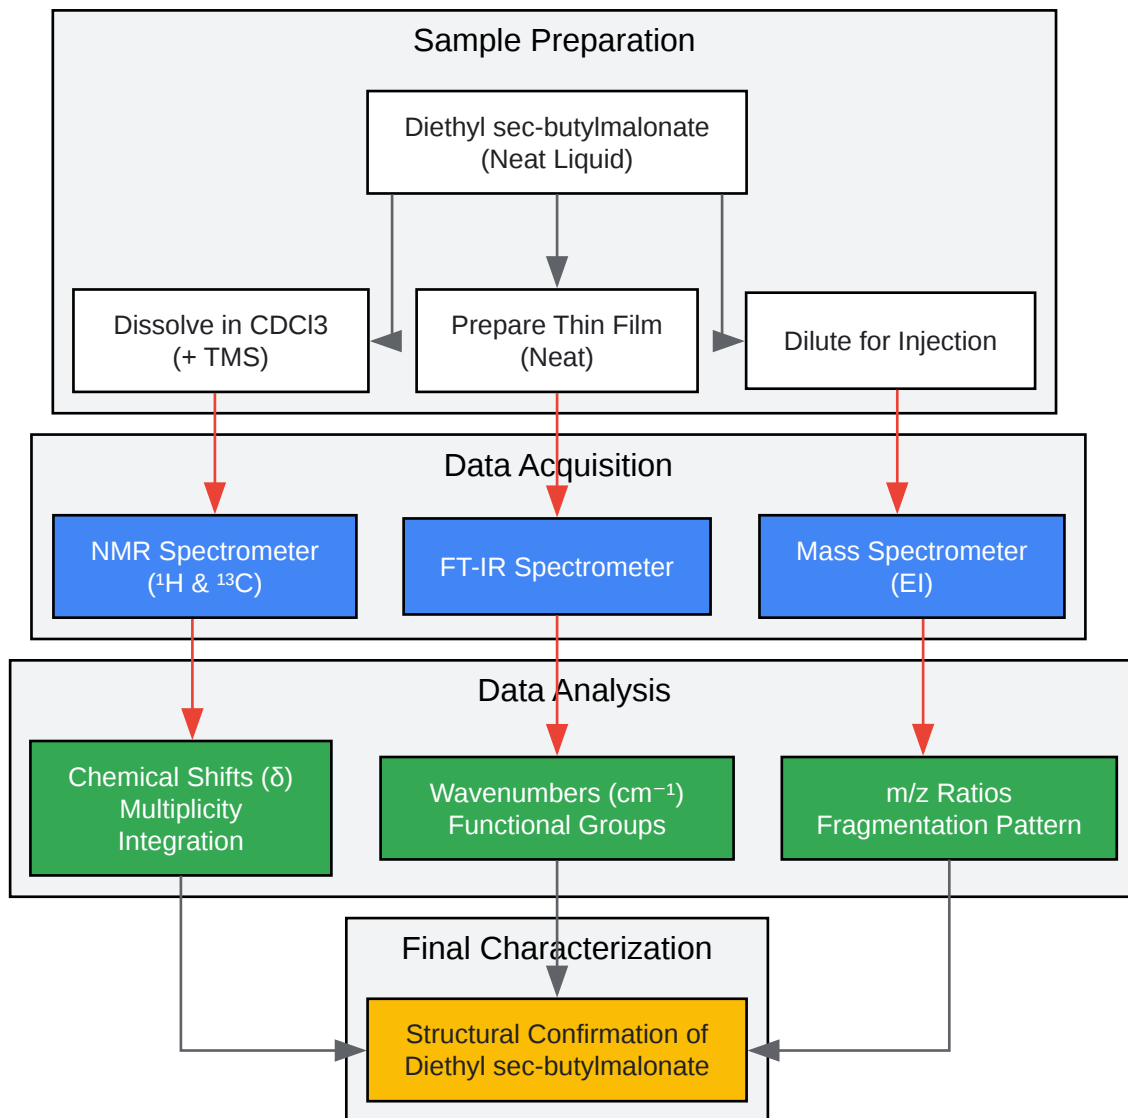 Sample Preparation
Diethyl sec-butylmalonate
(Neat Liquid)
Dissolve in CDCl3
(+ TMS)
Prepare Thin Film
(Neat)
Dilute for Injection
Data Acquisition
NMR Spectrometer
(¹H & ¹³C)
FT-IR Spectrometer
Mass Spectrometer
(EI)
Data Analysis
Chemical Shifts (δ)
Multiplicity
Integration
Wavenumbers (cm⁻¹)
Functional Groups
m/z Ratios
Fragmentation Pattern
Final Characterization
Structural Confirmation of
Diethyl sec-butylmalonate